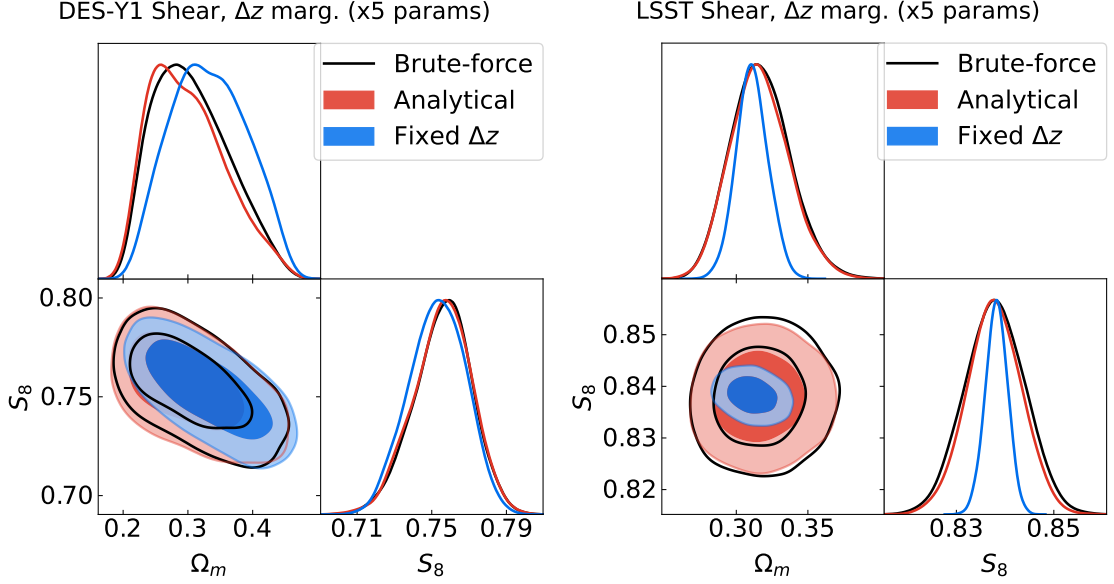 DES-Y1 Shear, Δz marg. (x5 params)
Brute-force
Analytical
Fixed Δz
0.80
0.75
0.70
S₈
0.2 0.3 0.4
Ωₘ
0.71 0.75 0.79
S₈
LSST Shear, Δz marg. (x5 params)
Brute-force
Analytical
Fixed Δz
0.85
0.84
0.83
0.82
S₈
0.30 0.35
Ωₘ
0.83 0.85
S₈